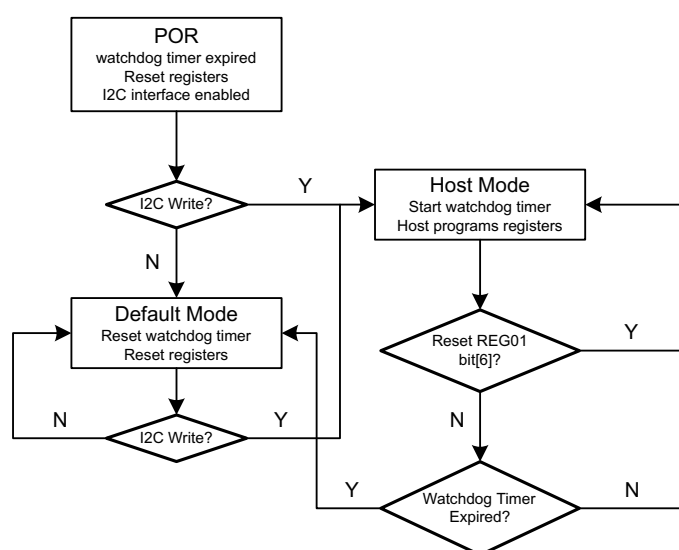 POR
watchdog timer expired
Reset registers
I2C interface enabled
I2C Write?
Y
Host Mode
Start watchdog timer
Host programs registers
N
Default Mode
Reset watchdog timer
Reset registers
Reset REG01
bit[6]?
Y
N
I2C Write?
Y
N
Y
Watchdog Timer
Expired?
N